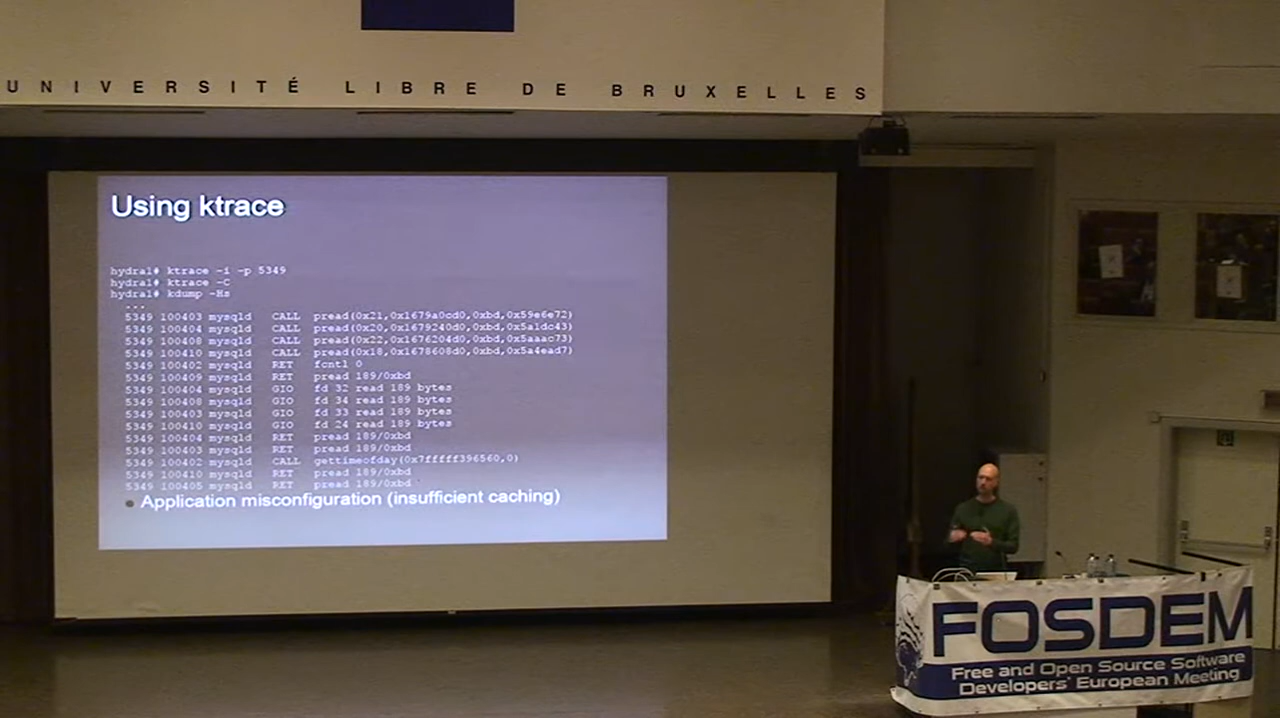 UNIVERSITÉ LIBRE DE BRUXELLES
Using ktrace
hydra1# ktrace -i -p 5349
hydra1# ktrace -C
hydra1# kdump -Hs
...
5349 100403 mysqld CALL pread(0x21,0x1679a0cd0,0xbd,0x59e6e72)
5349 100404 mysqld CALL pread(0x20,0x1679240d0,0xbd,0x5a1dc43)
5349 100408 mysqld CALL pread(0x22,0x1676204d0,0xbd,0x5aaac73)
5349 100410 mysqld CALL pread(0x18,0x1678608d0,0xbd,0x5a4ead7)
5349 100402 mysqld RET fcntl 0
5349 100409 mysqld RET pread 189/0xbd
5349 100404 mysqld GIO fd 32 read 189 bytes
5349 100408 mysqld GIO fd 34 read 189 bytes
5349 100403 mysqld GIO fd 33 read 189 bytes
5349 100410 mysqld GIO fd 24 read 189 bytes
5349 100404 mysqld RET pread 189/0xbd
5349 100403 mysqld RET pread 189/0xbd
5349 100402 mysqld CALL gettimeofday(0x7fffff396560,0)
5349 100410 mysqld RET pread 189/0xbd
5349 100405 mysqld RET pread 189/0xbd
Application misconfiguration (insufficient caching)
FOSDEM
Free and Open Source Software
Developers' European Meeting